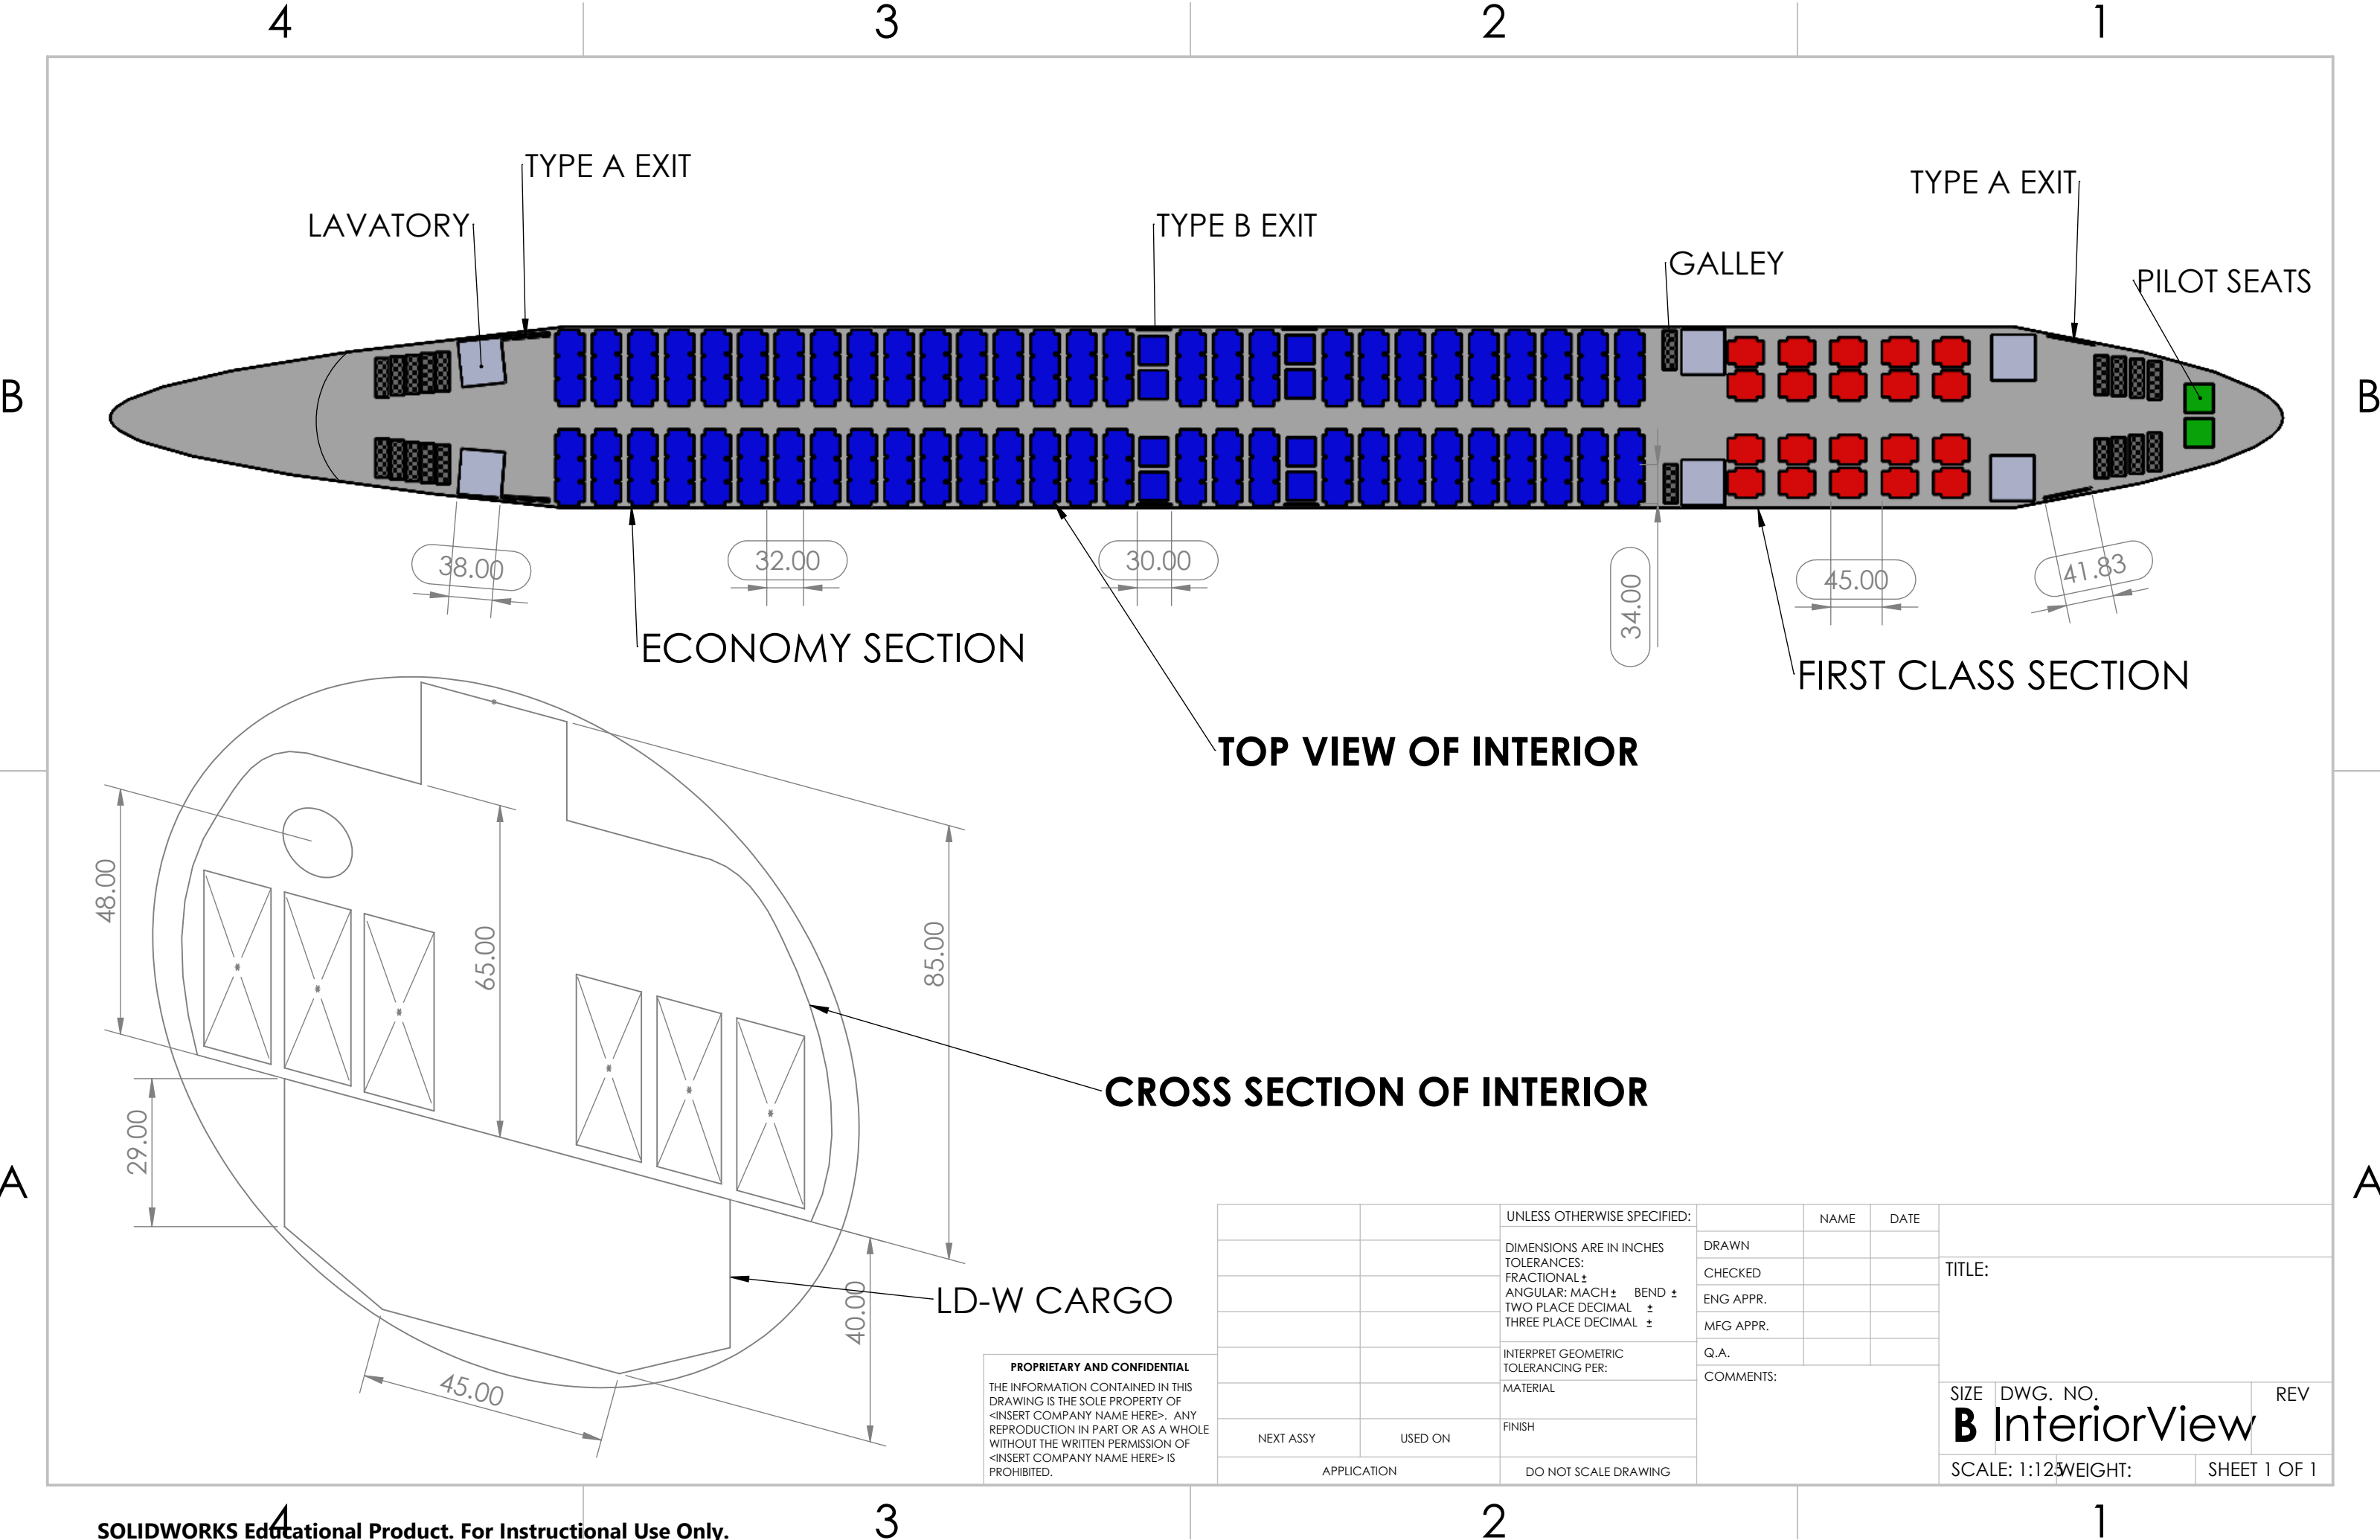 4 3 2 1
TYPE A EXIT
TYPE A EXIT
LAVATORY
TYPE B EXIT
GALLEY
PILOT SEATS
B
B
38.00
32.00
30.00
34.00
45.00
41.83
ECONOMY SECTION
FIRST CLASS SECTION
TOP VIEW OF INTERIOR
48.00
65.00
85.00
29.00
CROSS SECTION OF INTERIOR
A
A
LD-W CARGO
40.00
45.00
PROPRIETARY AND CONFIDENTIAL
THE INFORMATION CONTAINED IN THIS
DRAWING IS THE SOLE PROPERTY OF
<INSERT COMPANY NAME HERE>. ANY
REPRODUCTION IN PART OR AS A WHOLE
WITHOUT THE WRITTEN PERMISSION OF
<INSERT COMPANY NAME HERE> IS
PROHIBITED.
NEXT ASSY
USED ON
APPLICATION
UNLESS OTHERWISE SPECIFIED:
DIMENSIONS ARE IN INCHES
TOLERANCES:
FRACTIONAL ±
ANGULAR: MACH ± BEND ±
TWO PLACE DECIMAL ±
THREE PLACE DECIMAL ±
INTERPRET GEOMETRIC
TOLERANCING PER:
MATERIAL
FINISH
DO NOT SCALE DRAWING
NAME DATE
DRAWN
CHECKED
ENG APPR.
MFG APPR.
Q.A.
COMMENTS:
TITLE:
SIZE DWG. NO. REV
B InteriorView
SCALE: 1:125 WEIGHT: SHEET 1 OF 1
4 3 2 1
SOLIDWORKS Educational Product. For Instructional Use Only.